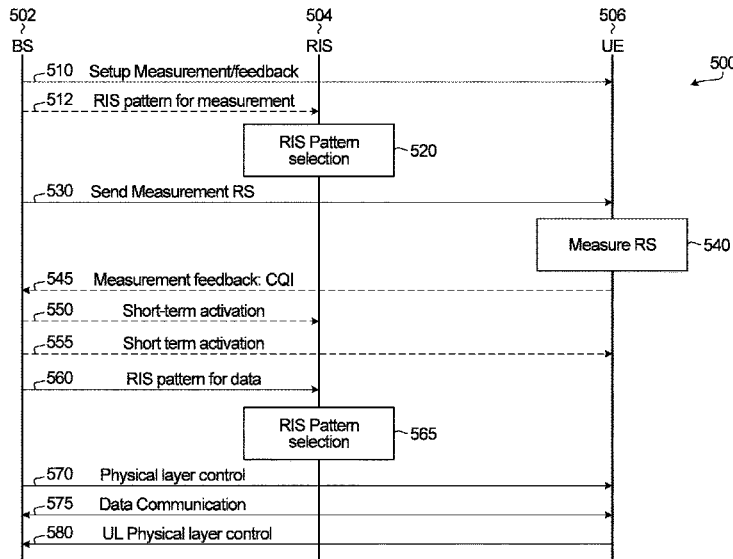 502 504 506
BS RIS UE
500
510 Setup Measurement/feedback
512 RIS pattern for measurement
RIS Pattern
selection
520
530 Send Measurement RS
Measure RS
540
545 Measurement feedback: CQI
550 Short-term activation
555 Short term activation
560 RIS pattern for data
RIS Pattern
selection
565
570 Physical layer control
575 Data Communication
580 UL Physical layer control